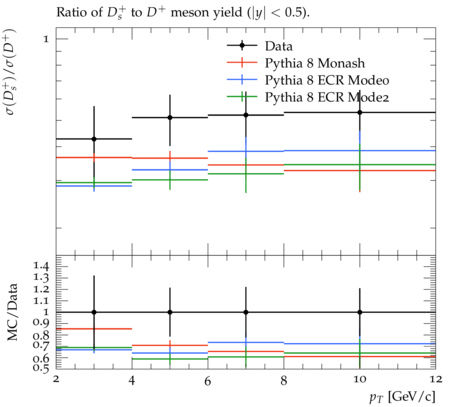 Ratio of D_s^+ to D^+ meson yield (|y| < 0.5).
σ(D_s^+)/σ(D^+)
1
Data
Pythia 8 Monash
Pythia 8 ECR Mode0
Pythia 8 ECR Mode2
MC/Data
1.4
1.3
1.2
1.1
1
0.9
0.8
0.7
0.6
0.5
2 4 6 8 10 12
p_T [GeV/c]